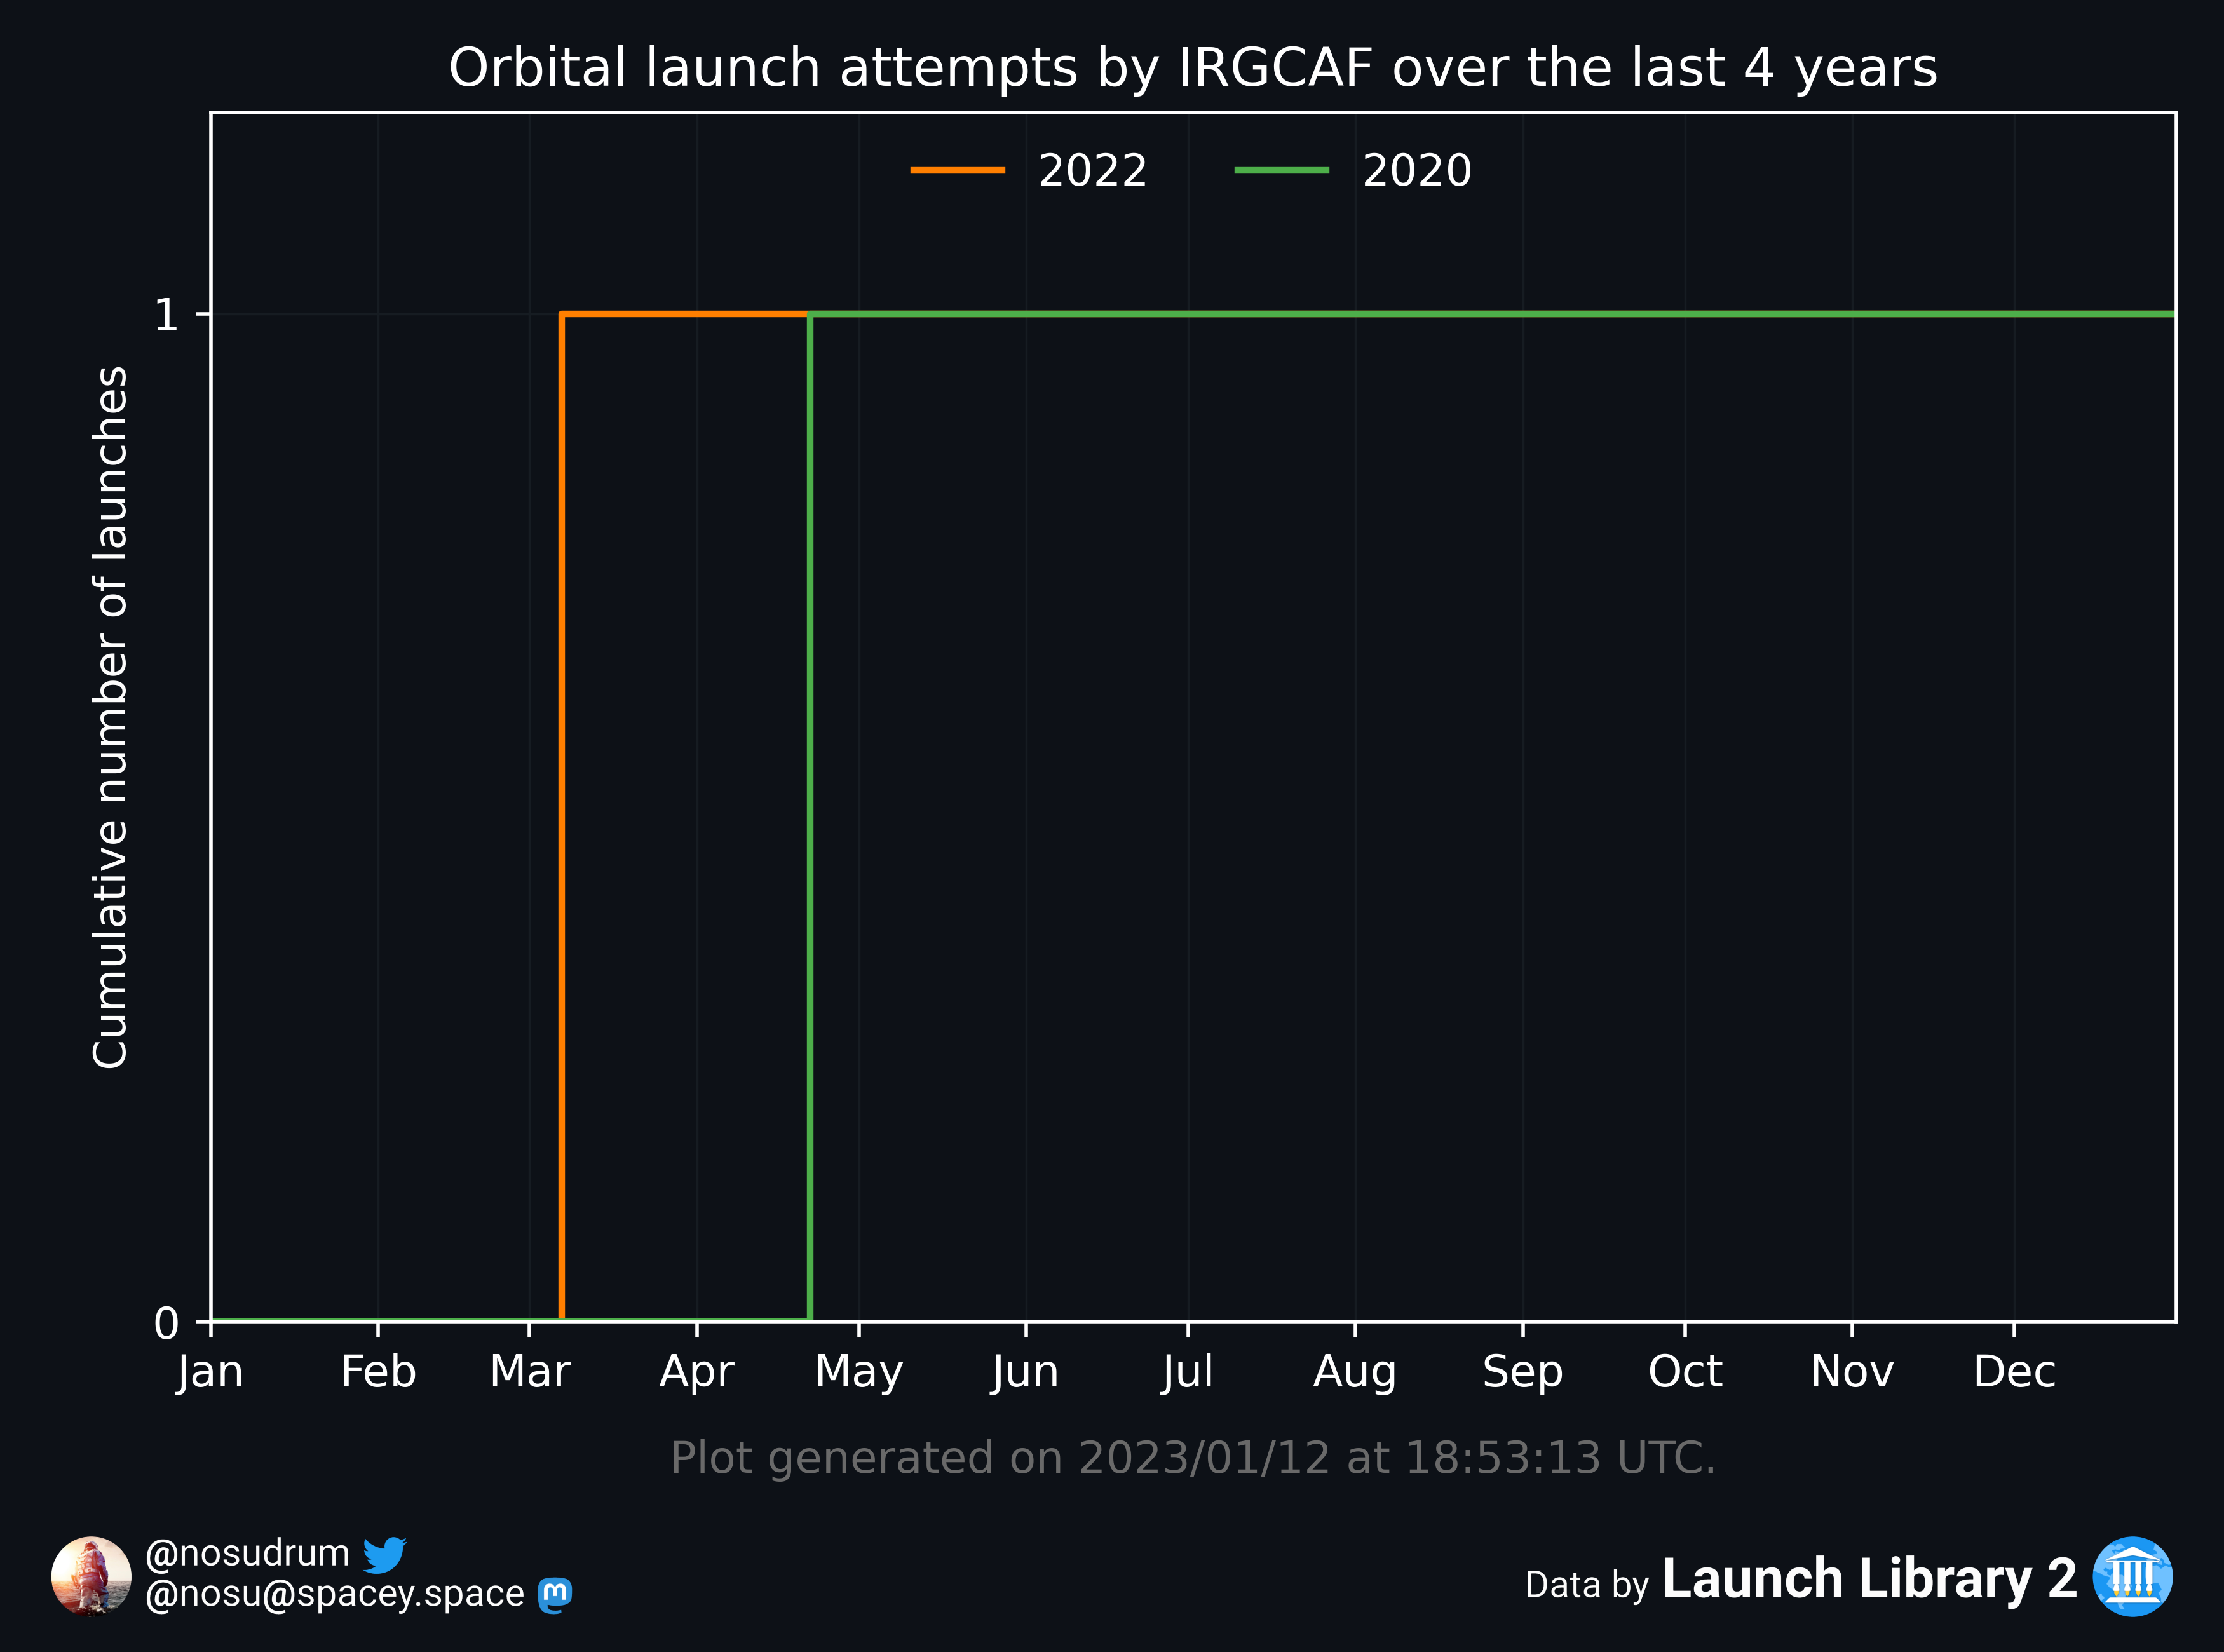 Orbital launch attempts by IRGCAF over the last 4 years
2022
2020
Cumulative number of launches
1
0
Jan Feb Mar Apr May Jun Jul Aug Sep Oct Nov Dec
Plot generated on 2023/01/12 at 18:53:13 UTC.
@nosudrum
@nosu@spacey.space
Data by Launch Library 2